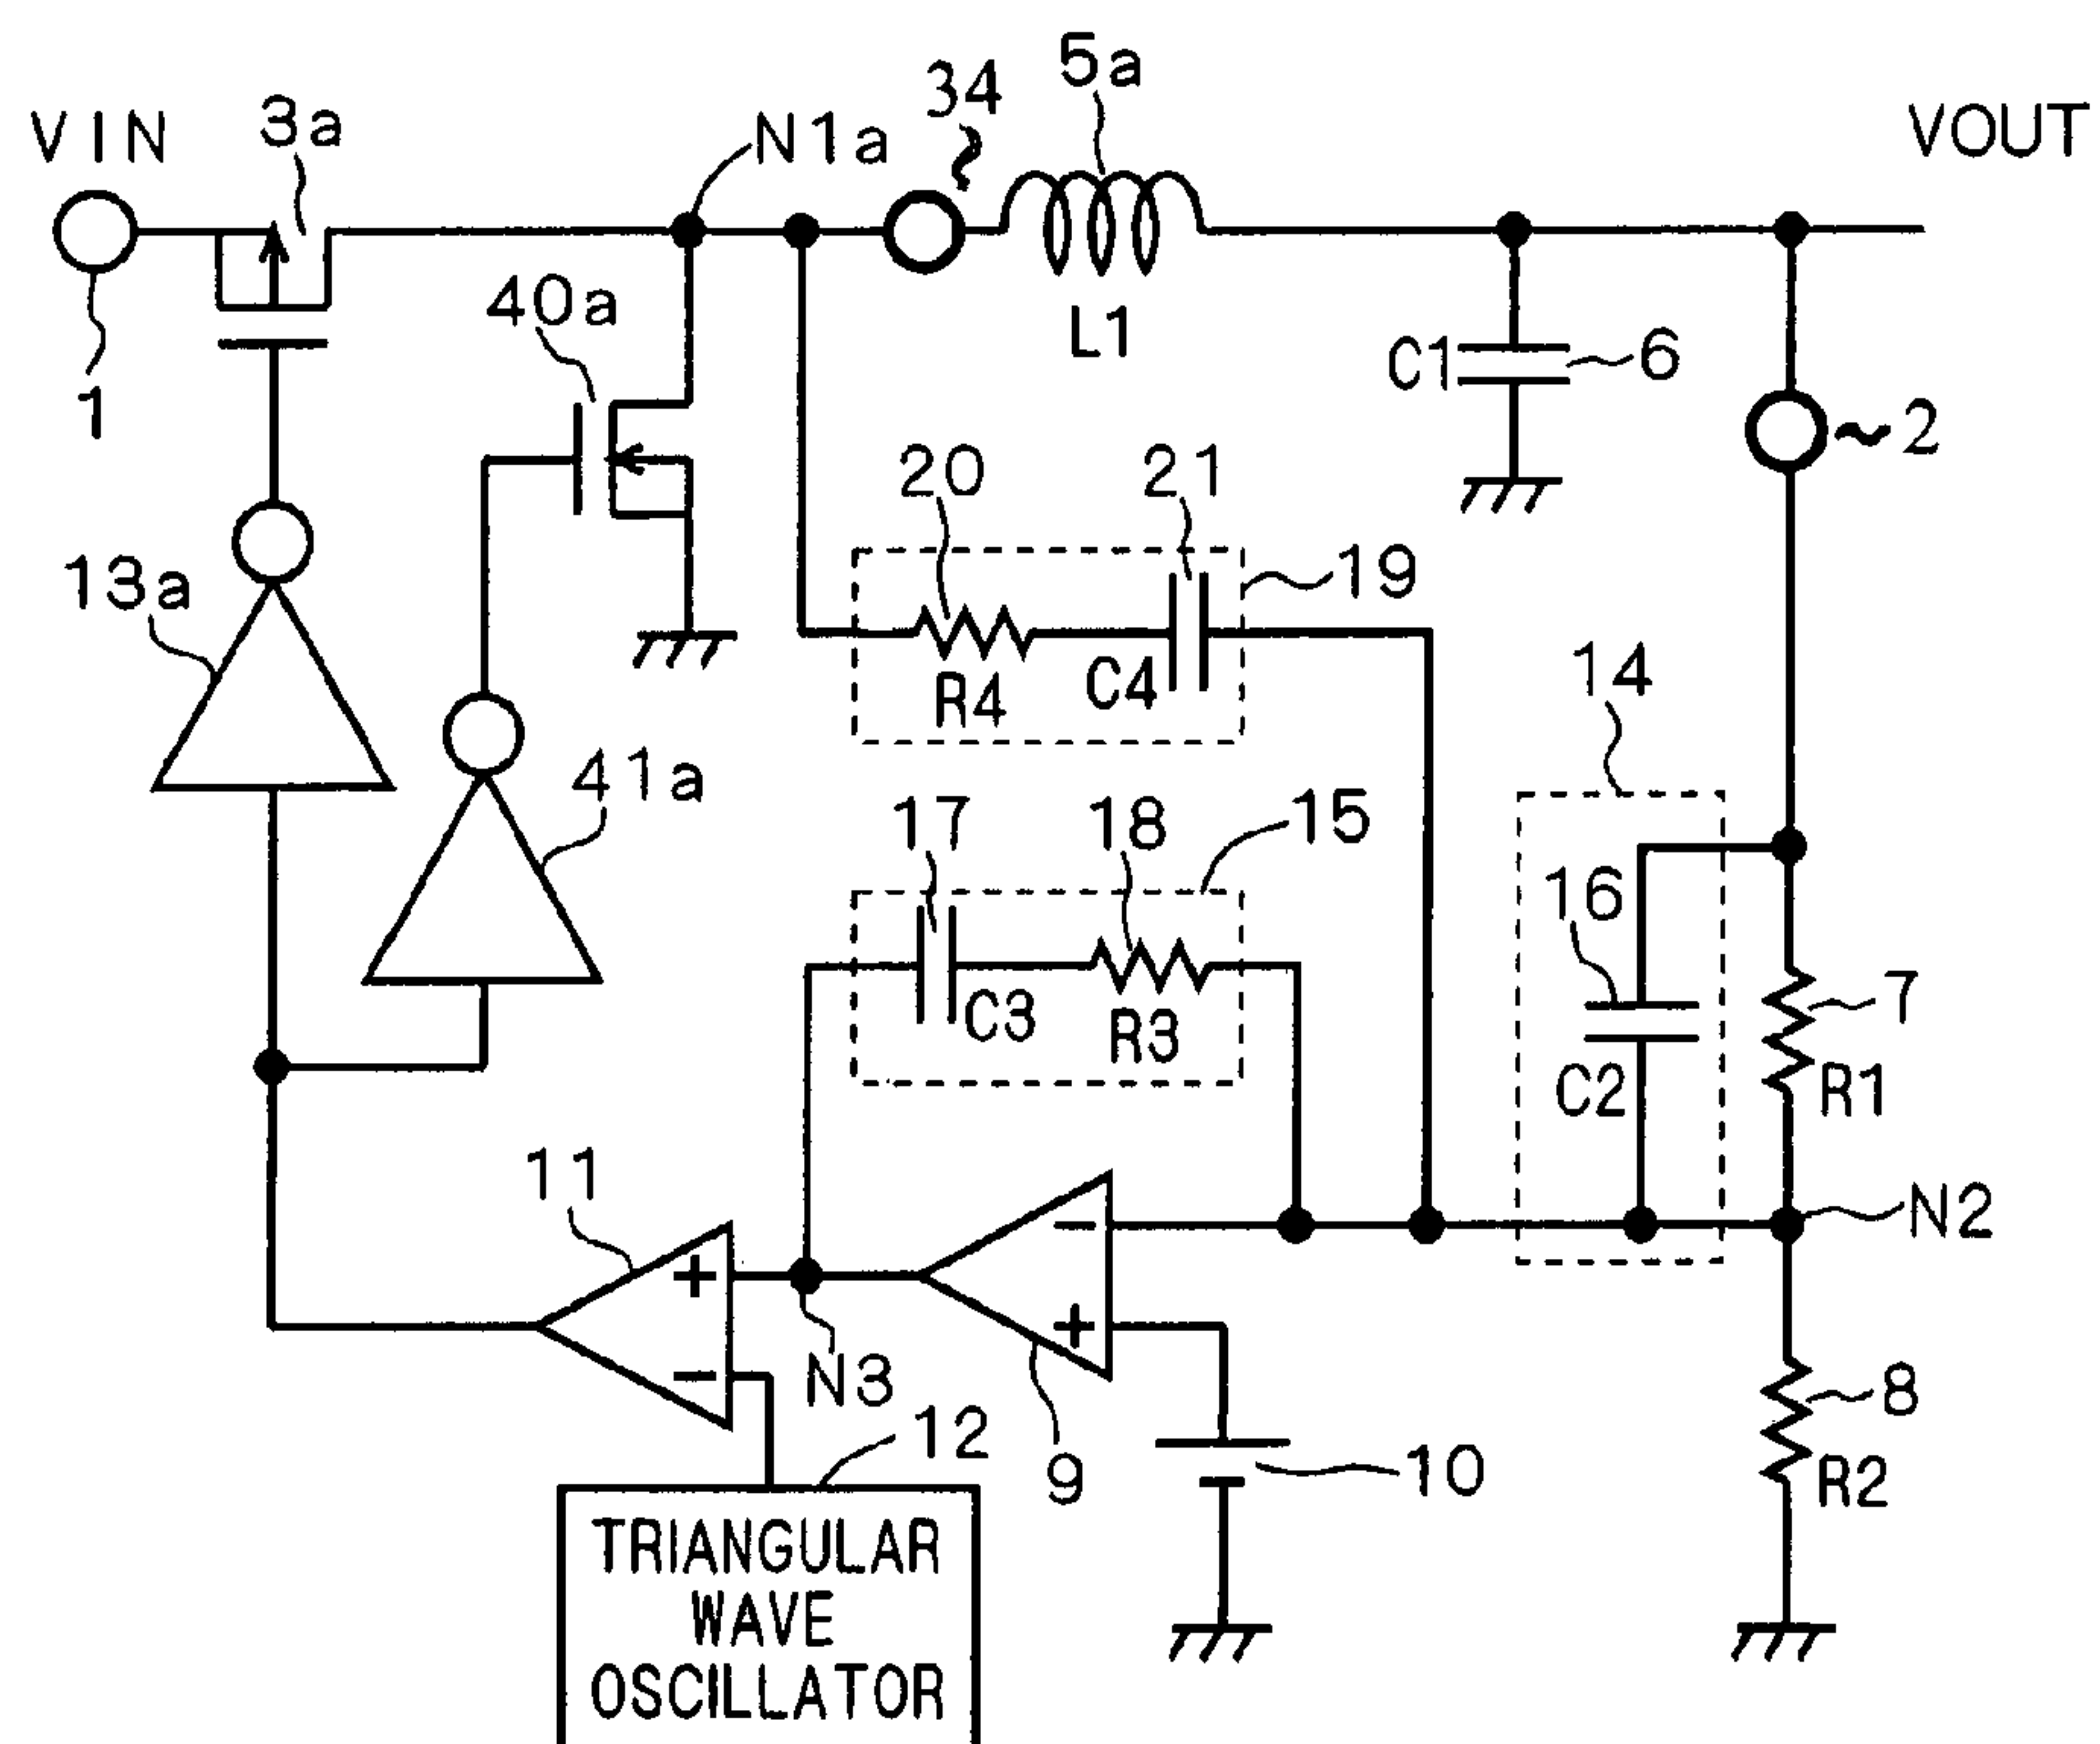 5a
34
VIN
3a
N1a
VOUT
40a
L1
C1
6
1
2
20
21
13a
19
R4
C4
14
41a
17
18
15
16
C3
R3
7
C2
R1
11
N2
N3
12
8
9
10
R2
TRIANGULAR
WAVE
OSCILLATOR